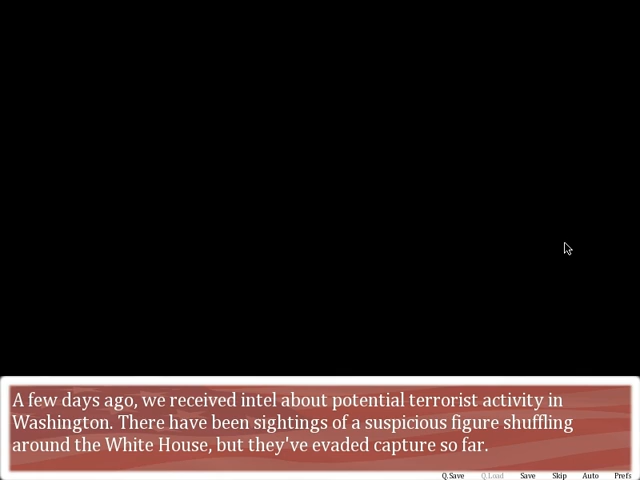 A few days ago, we received intel about potential terrorist activity in
Washington. There have been sightings of a suspicious figure shuffling
around the White House, but they've evaded capture so far.
Q.Save Q.Load Save Skip Auto Prefs